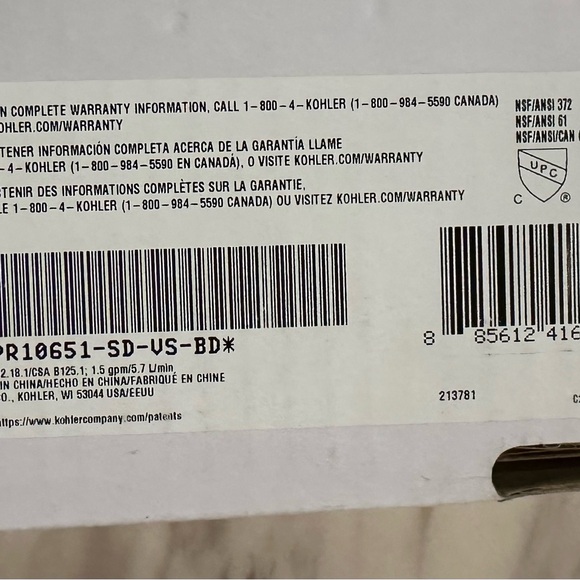 N COMPLETE WARRANTY INFORMATION, CALL 1-800-4-KOHLER (1-800-984-5590 CANADA)
OHLER.COM/WARRANTY
TENER INFORMACIÓN COMPLETA ACERCA DE LA GARANTÍA LLAME
-4-KOHLER (1-800-984-5590 EN CANADÁ), O VISITE KOHLER.COM/WARRANTY
TENIR DES INFORMATIONS COMPLÈTES SUR LA GARANTIE,
LE 1-800-4-KOHLER (1-800-984-5590 CANADA) OU VISITEZ KOHLER.COM/WARRANTY
NSF/ANSI 372
NSF/ANSI 61
NSF/ANSI/CAN
UPC
C ®
PR10651-SD-VS-BD*
2.18.1/CSA B125.1; 1.5 gpm/5.7 L/min
IN CHINA/HECHO EN CHINA/FABRIQUÉ EN CHINE
CO., KOHLER, WI 53044 USA/EEUU
https://www.kohlercompany.com/patents
8 85612 416
213781